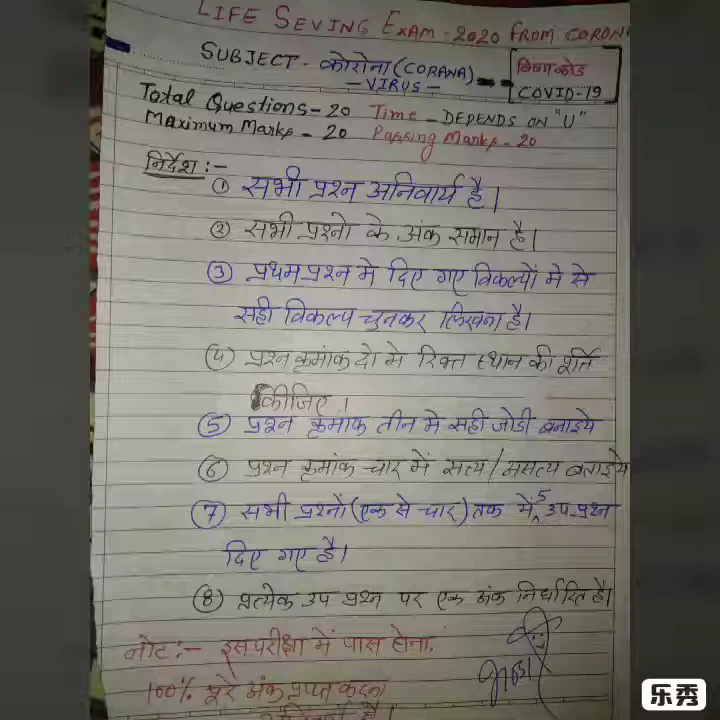 LIFE SEVING EXAM - 2020 FROM CORON
SUBJECT - कोरोना (CORANA)
- VIRUS -
विषय कोड
COVID-19
Total Questions - 20 Time - DEPENDS ON "U"
Maximum Marks - 20 Passing Marks - 20
निर्देश :-
① सभी प्रश्न अनिवार्य है।
② सभी प्रश्नो के अंक समान है।
③ प्रथम प्रश्न मे दिए गए विकल्पों मे से
सही विकल्प चुनकर लिखना है।
④ प्रश्न क्रमांक दो मे रिक्त स्थान की पूर्ति
कीजिए।
⑤ प्रश्न क्रमांक तीन मे सही जोडी बनाइये
⑥ प्रश्न क्रमांक चार में सत्य/असत्य बताइये
⑦ सभी प्रश्नों (एक से चार) तक में 5 उप प्रश्न
दिए गए है।
⑧ प्रत्येक उप प्रश्न पर एक अंक निर्धारित है।
नोट :- इस परीक्षा में पास होना,
100% पूरे अंक प्राप्त करना
乐秀